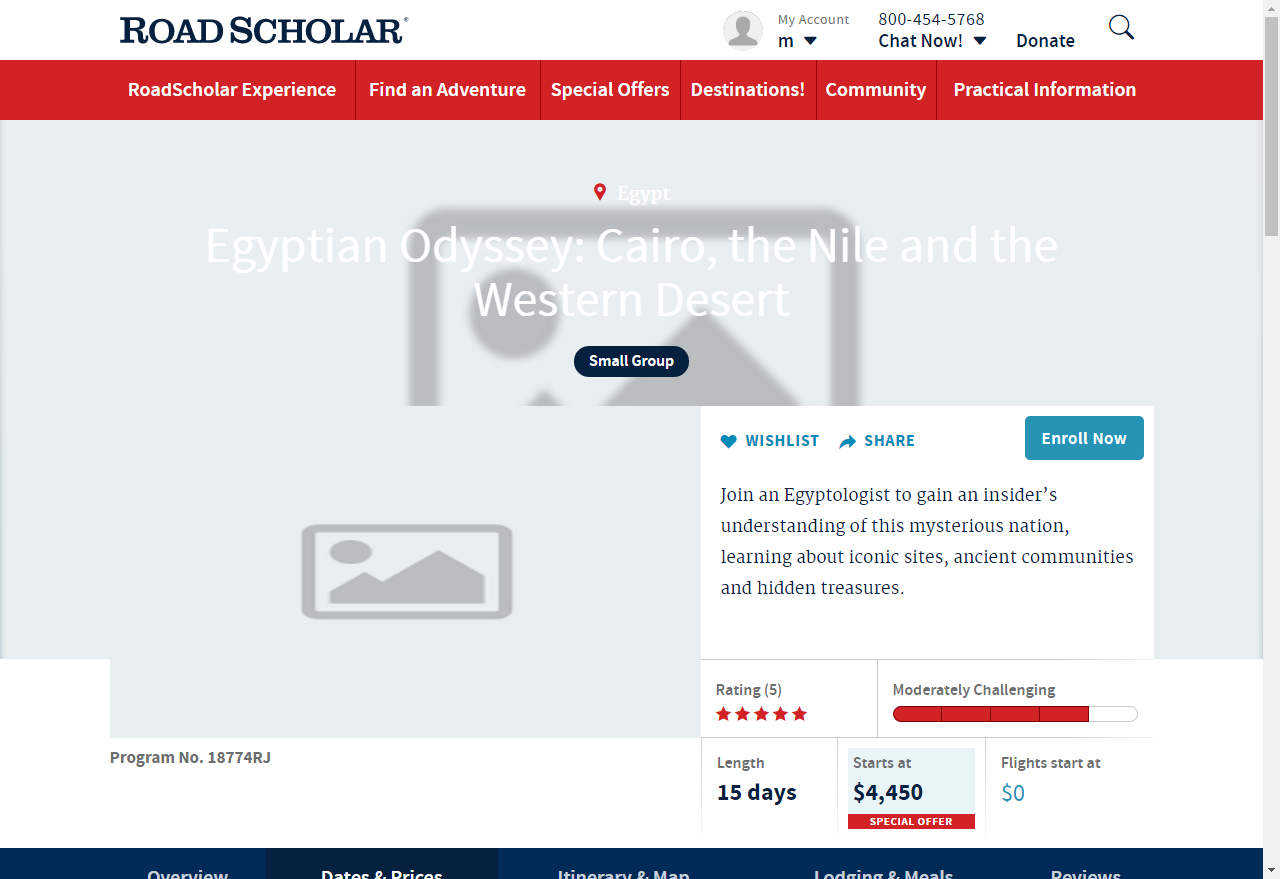 ROAD SCHOLAR®
My Account
m
800-454-5768
Chat Now!
Donate
RoadScholar Experience
Find an Adventure
Special Offers
Destinations!
Community
Practical Information
Egypt
Egyptian Odyssey: Cairo, the Nile and the
Western Desert
Small Group
WISHLIST
SHARE
Enroll Now
Join an Egyptologist to gain an insider’s
understanding of this mysterious nation,
learning about iconic sites, ancient communities
and hidden treasures.
Rating (5)
Moderately Challenging
Program No. 18774RJ
Length
15 days
Starts at
$4,450
SPECIAL OFFER
Flights start at
$0
Overview
Dates & Prices
Itinerary & Map
Lodging & Meals
Reviews